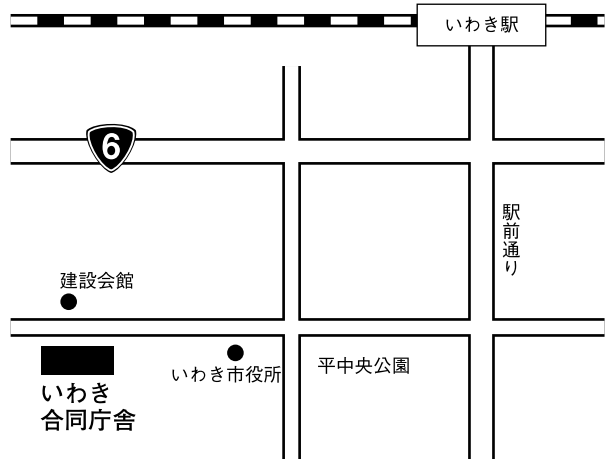 いわき駅
6
駅前通り
建設会館
いわき市役所
平中央公園
いわき
合同庁舎